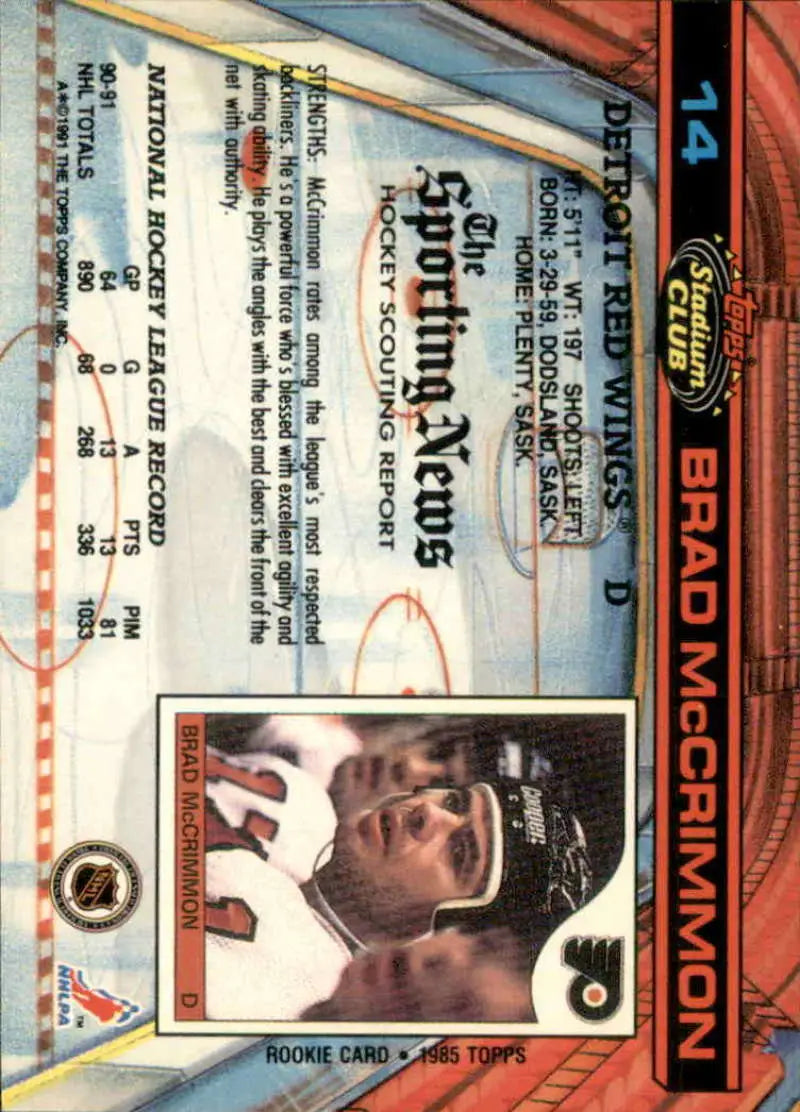 14
Topps
Stadium
CLUB
BRAD McCRIMMON
DETROIT RED WINGS® D
HT: 5'11" WT: 197 SHOOTS: LEFT
BORN: 3-29-59, DODSLAND, SASK.
HOME: PLENTY, SASK.
The
Sporting News
HOCKEY SCOUTING REPORT
STRENGTHS: McCrimmon rates among the league's most respected
backliners. He's a powerful force who's blessed with excellent agility and
skating ability. He plays the angles with the best and clears the front of the
net with authority.
NATIONAL HOCKEY LEAGUE RECORD
GP G A PTS PIM
90-91 64 0 13 13 81
NHL TOTALS 890 68 268 336 1033
A✱©1991 THE TOPPS COMPANY, INC.
Cooper
BRAD McCRIMMON D
ROOKIE CARD • 1985 TOPPS
NHL
NHLPA™